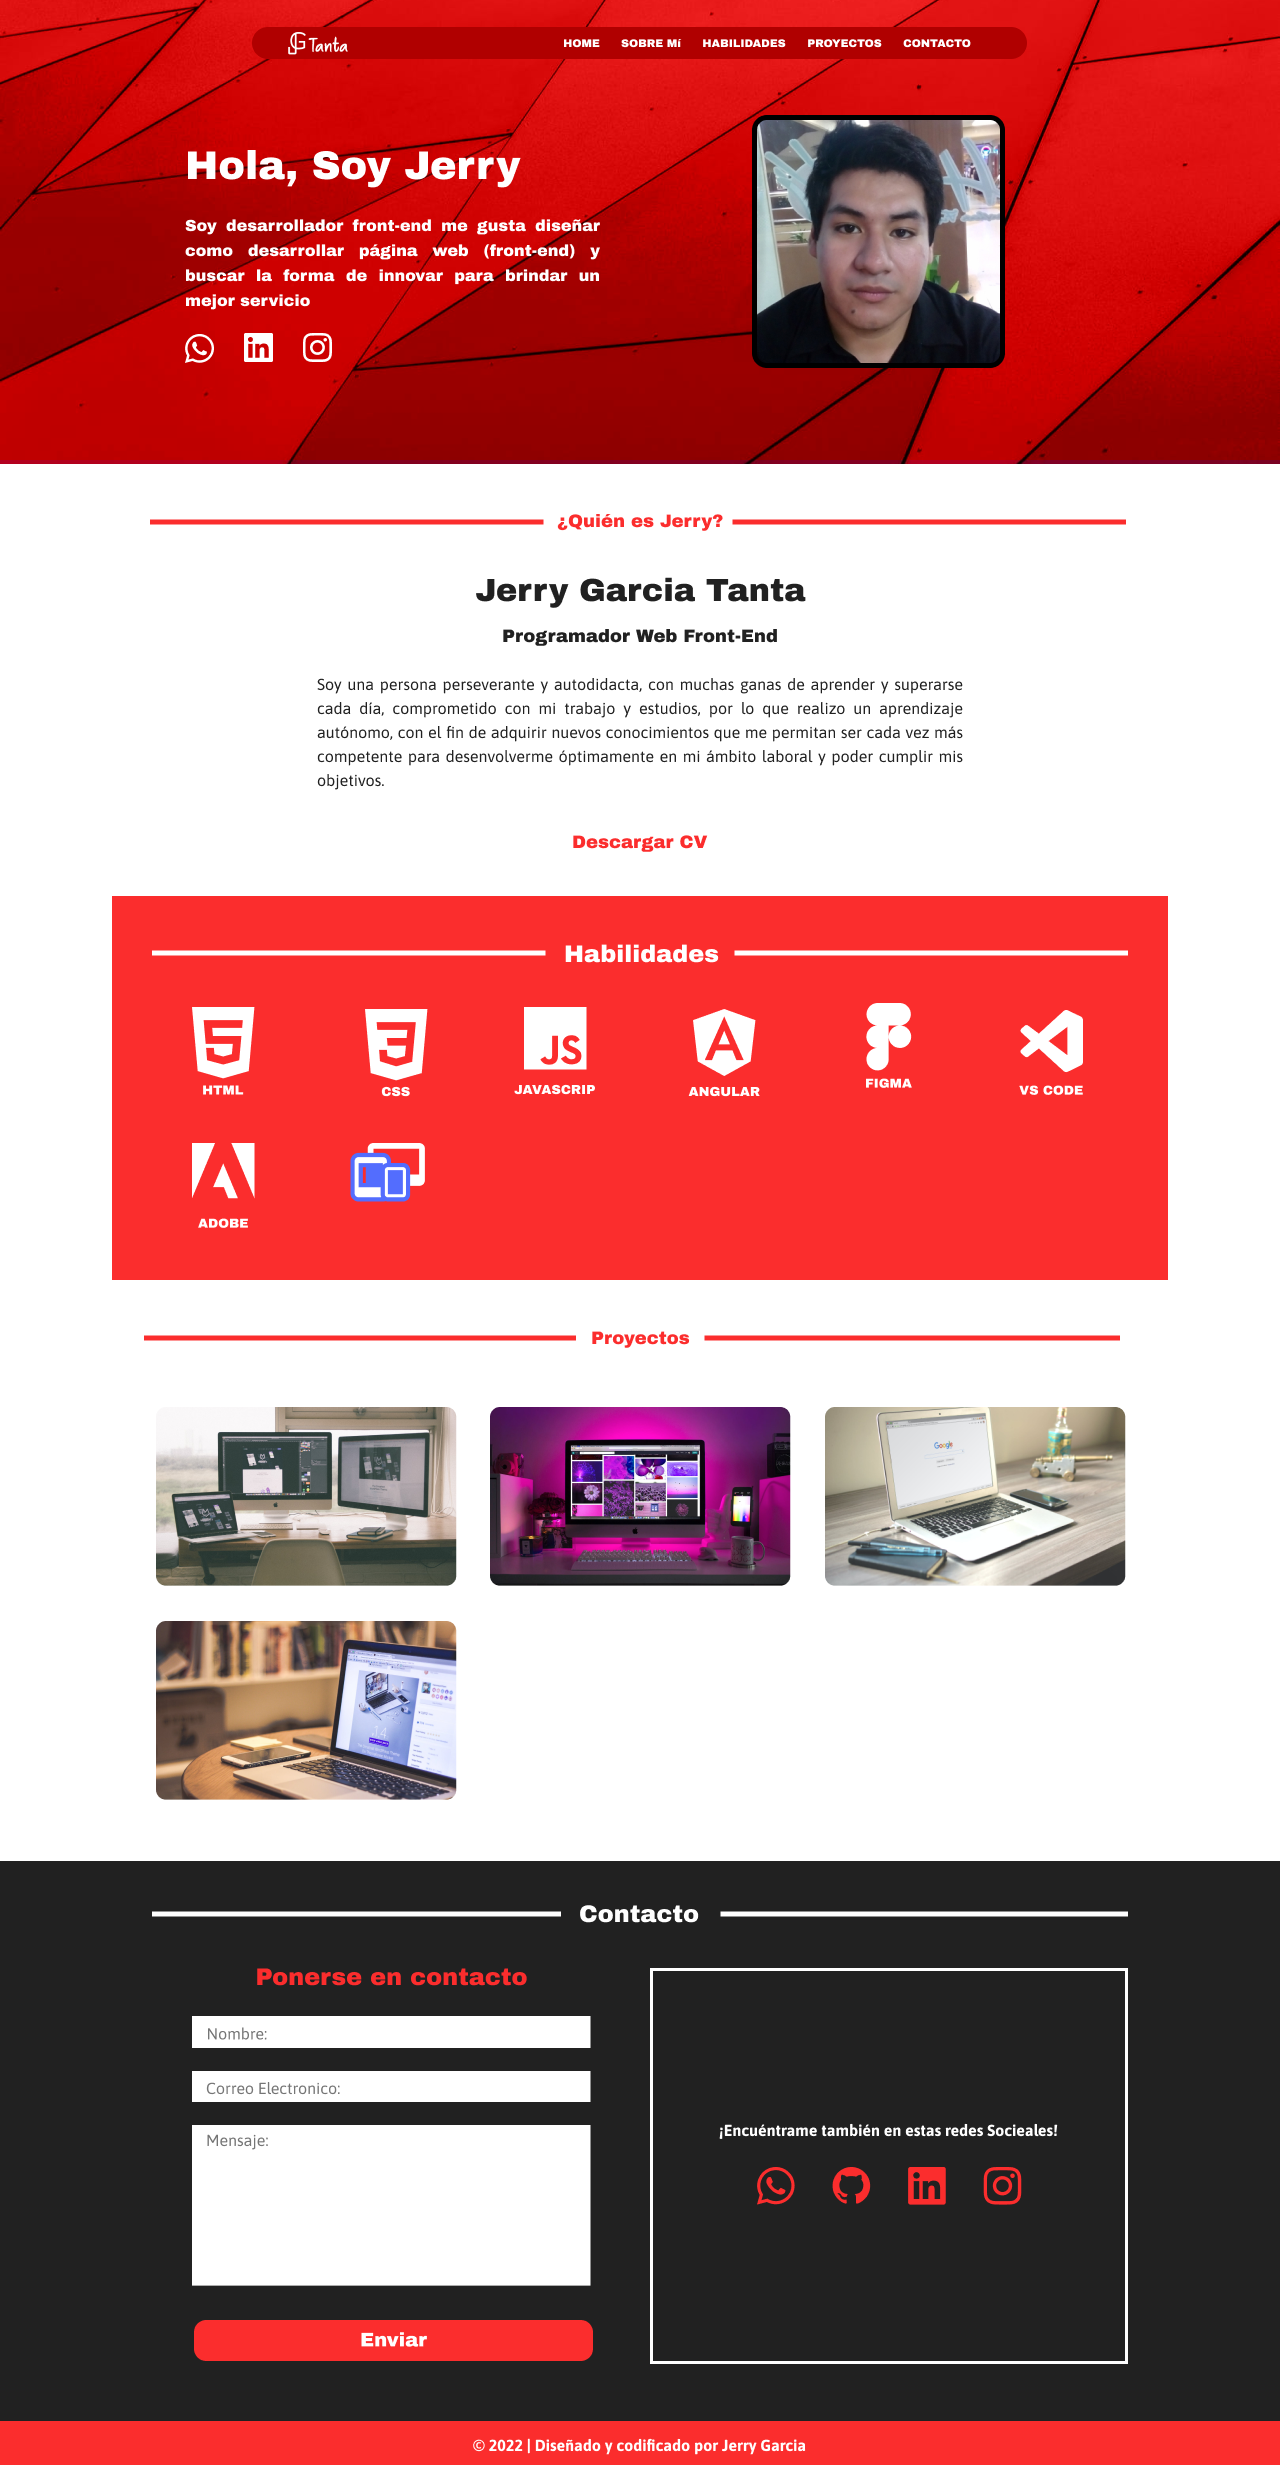 JG Tanta
HOME SOBRE Mí HABILIDADES PROYECTOS CONTACTO
Hola, Soy Jerry
Soy desarrollador front-end me gusta diseñar
como desarrollar página web (front-end) y
buscar la forma de innovar para brindar un
mejor servicio
¿Quién es Jerry?
Jerry Garcia Tanta
Programador Web Front-End
Soy una persona perseverante y autodidacta, con muchas ganas de aprender y superarse
cada día, comprometido con mi trabajo y estudios, por lo que realizo un aprendizaje
autónomo, con el fin de adquirir nuevos conocimientos que me permitan ser cada vez más
competente para desenvolverme óptimamente en mi ámbito laboral y poder cumplir mis
objetivos.
Descargar CV
Habilidades
JS
HTML
CSS
JAVASCRIP
ANGULAR
FIGMA
VS CODE
ADOBE
Proyectos
Google
Contacto
Ponerse en contacto
Nombre:
Correo Electronico:
Mensaje:
Enviar
¡Encuéntrame también en estas redes Socieales!
© 2022 | Diseñado y codificado por Jerry Garcia